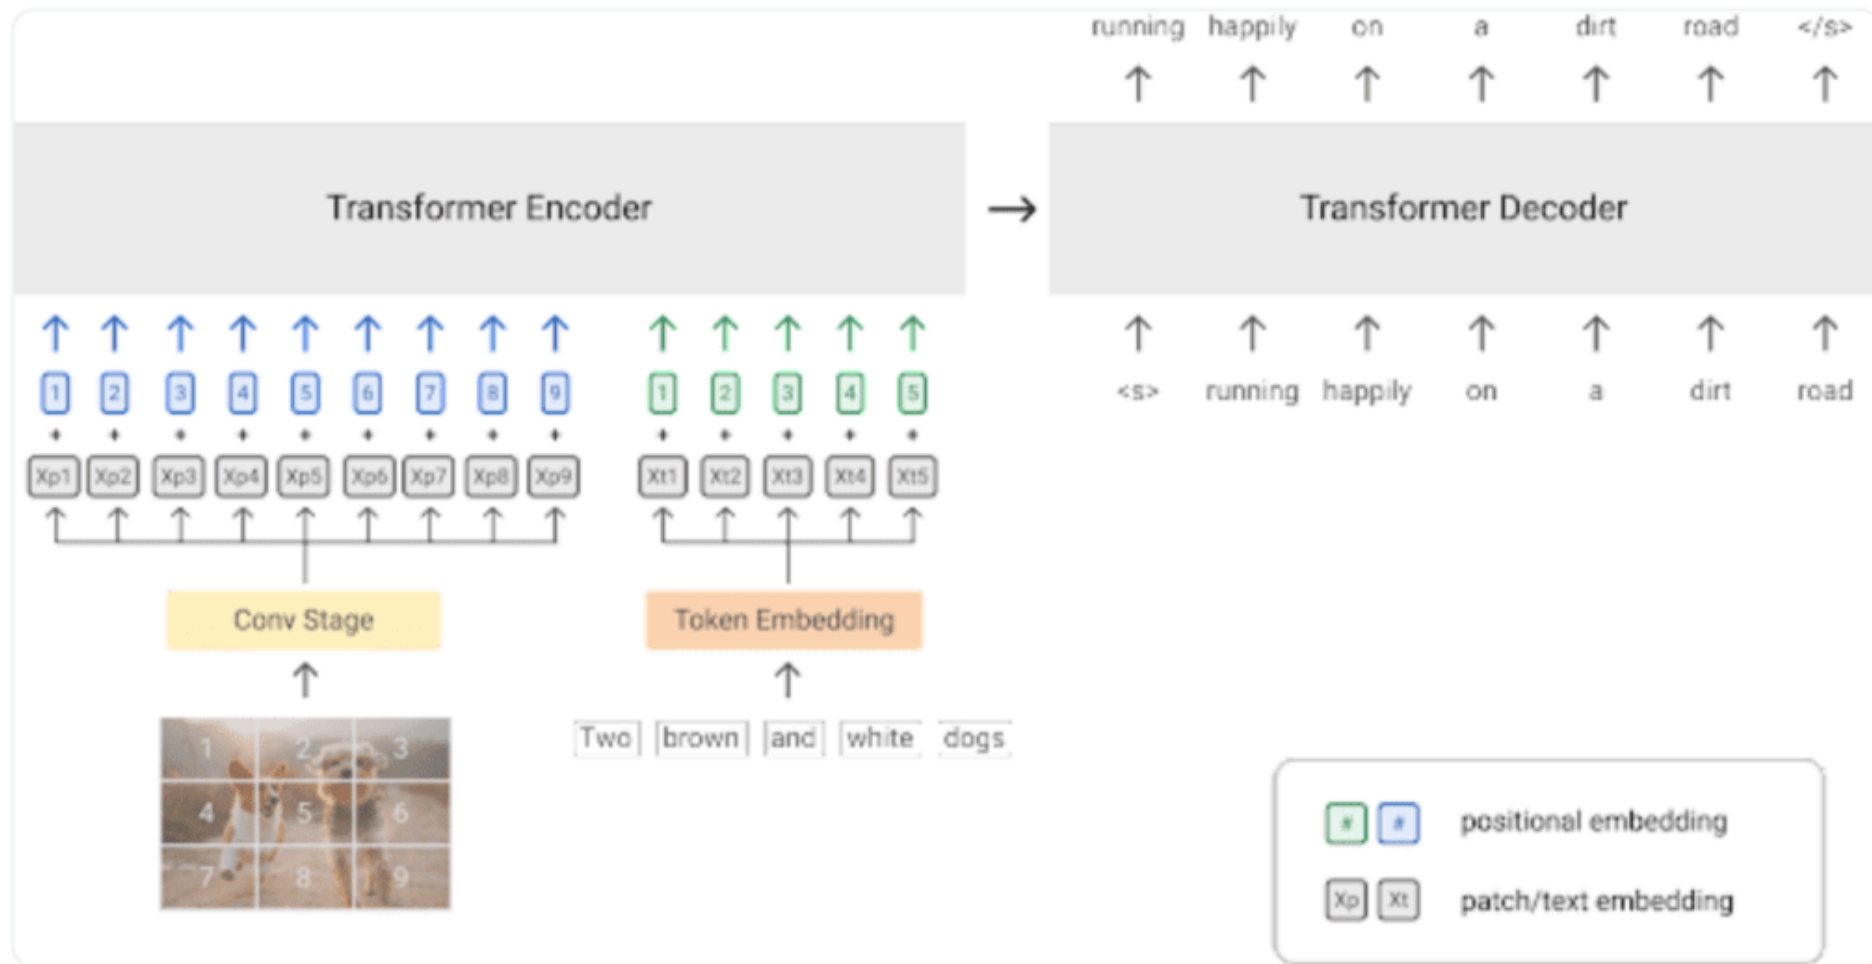 running happily on a dirt road </s>
Transformer Encoder → Transformer Decoder
1 2 3 4 5 6 7 8 9 1 2 3 4 5
<s> running happily on a dirt road
+ + + + + + + + + + + + + +
Xp1 Xp2 Xp3 Xp4 Xp5 Xp6 Xp7 Xp8 Xp9 Xt1 Xt2 Xt3 Xt4 Xt5
Conv Stage Token Embedding
1 2 3
4 5 6
7 8 9
Two brown and white dogs
# # positional embedding
Xp Xt patch/text embedding